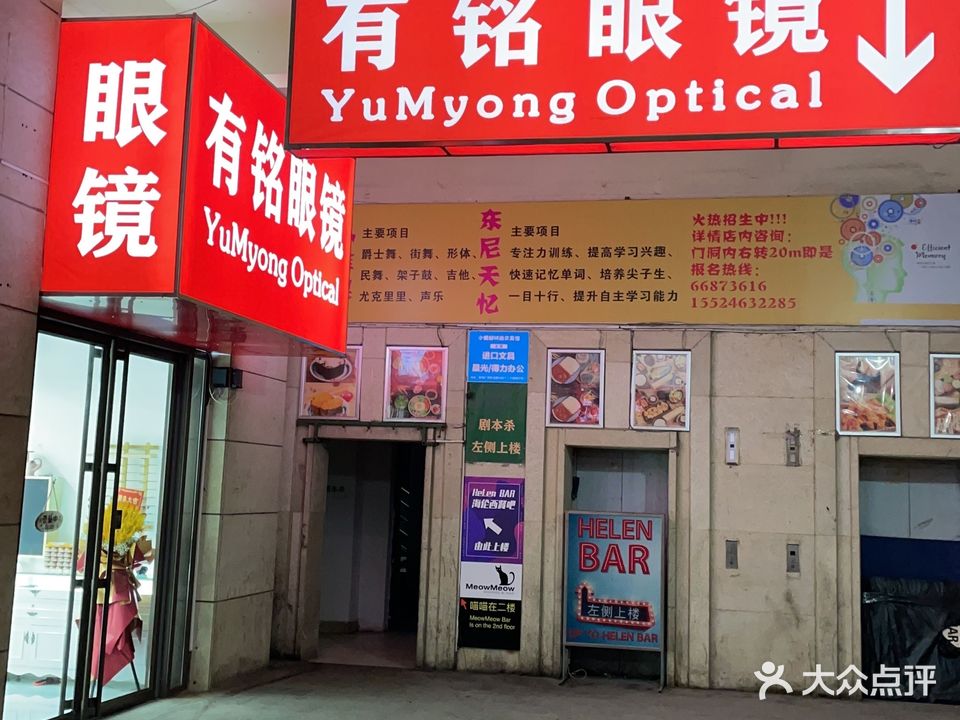 有铭眼镜
YuMyong Optical
眼镜
有铭眼镜
YuMyong Optical
主要项目
爵士舞、街舞、形体、
民舞、架子鼓、吉他、
尤克里里、声乐
东尼天忆
主要项目
专注力训练、提高学习兴趣、
快速记忆单词、培养尖子生、
一目十行、提升自主学习能力
火热招生中!!!
详情店内咨询:
门洞内右转20m即是
报名热线:
66873616
15524632285
Efficient
Memory
进口文具
晨光/得力办公
剧本杀
左侧上楼
Helen BAR
海伦西餐吧
由此上楼
MeowMeow
喵喵在二楼
MeowMeow Bar
Is on the 2nd floor
HELEN
BAR
左侧上楼
UP TO HELEN BAR
大众点评